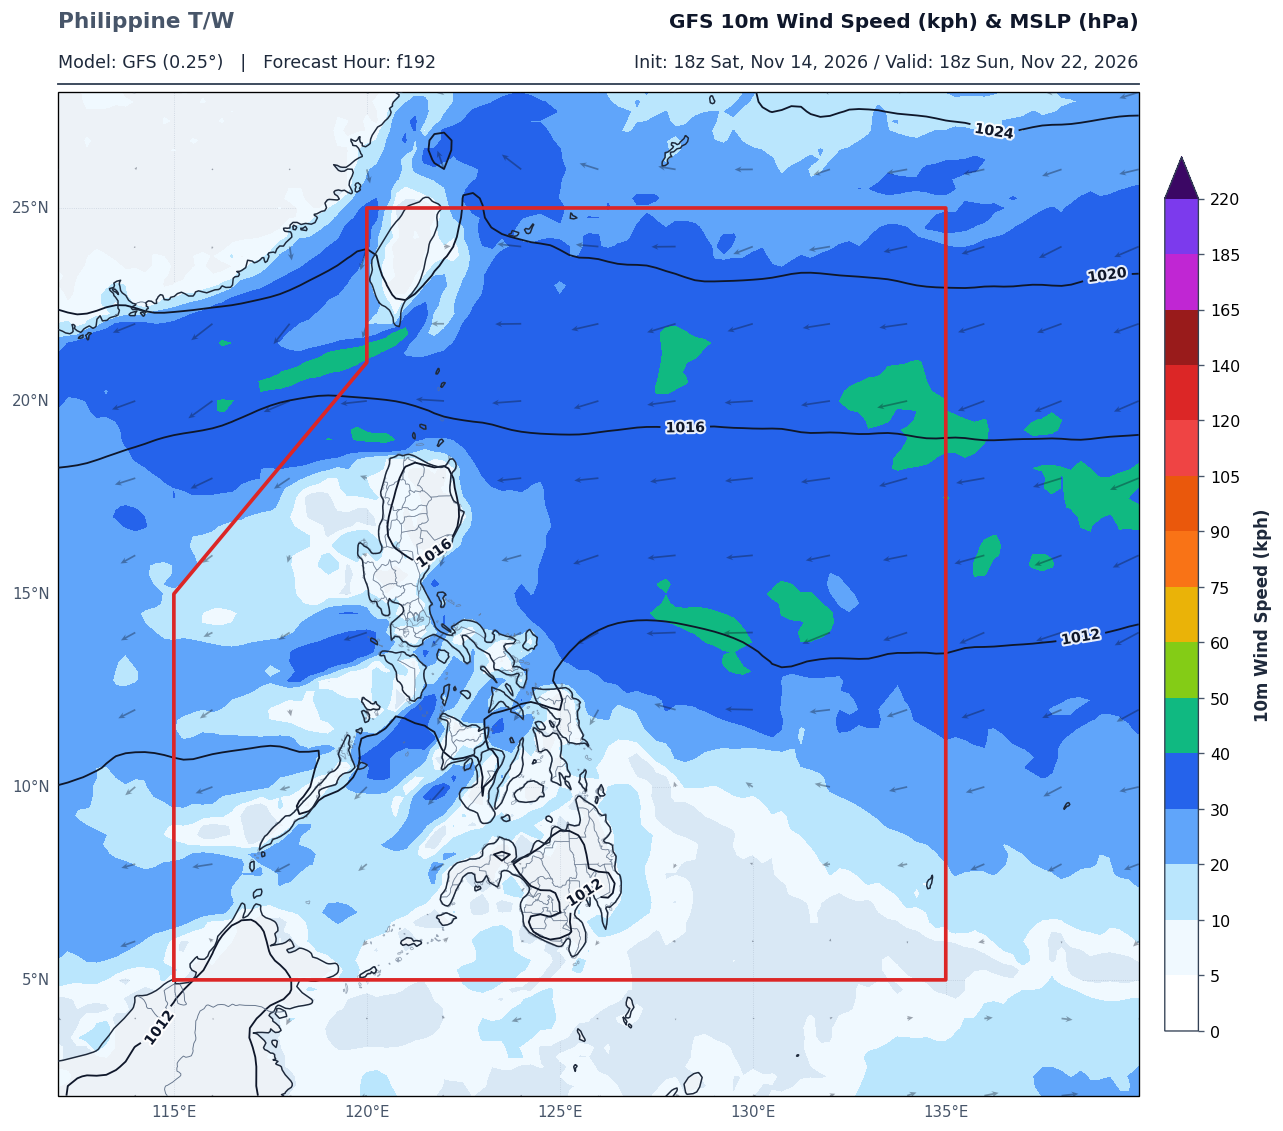 Philippine T/W
GFS 10m Wind Speed (kph) & MSLP (hPa)
Model: GFS (0.25°) | Forecast Hour: f192
Init: 18z Sat, Nov 14, 2026 / Valid: 18z Sun, Nov 22, 2026
1024
1020
1016
1016
1012
1012
1012
25°N
20°N
15°N
10°N
5°N
115°E
120°E
125°E
130°E
135°E
220
185
165
140
120
105
90
75
60
50
40
30
20
10
5
0
10m Wind Speed (kph)